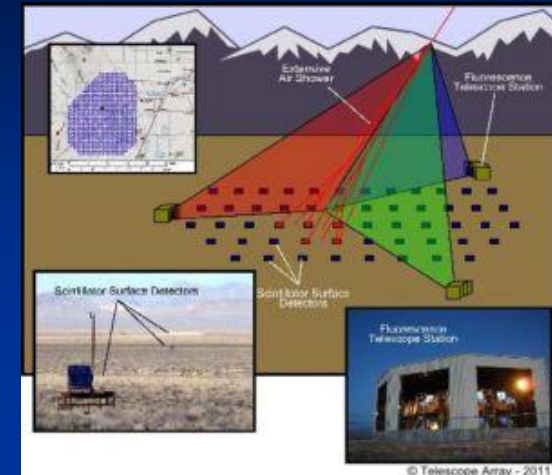 Extensive
Air Shower
Fluorescence
Telescope Station
Scintillator Surface
Detectors
Scintillator Surface Detectors
Fluorescence
Telescope Station
© Telescope Array - 2011